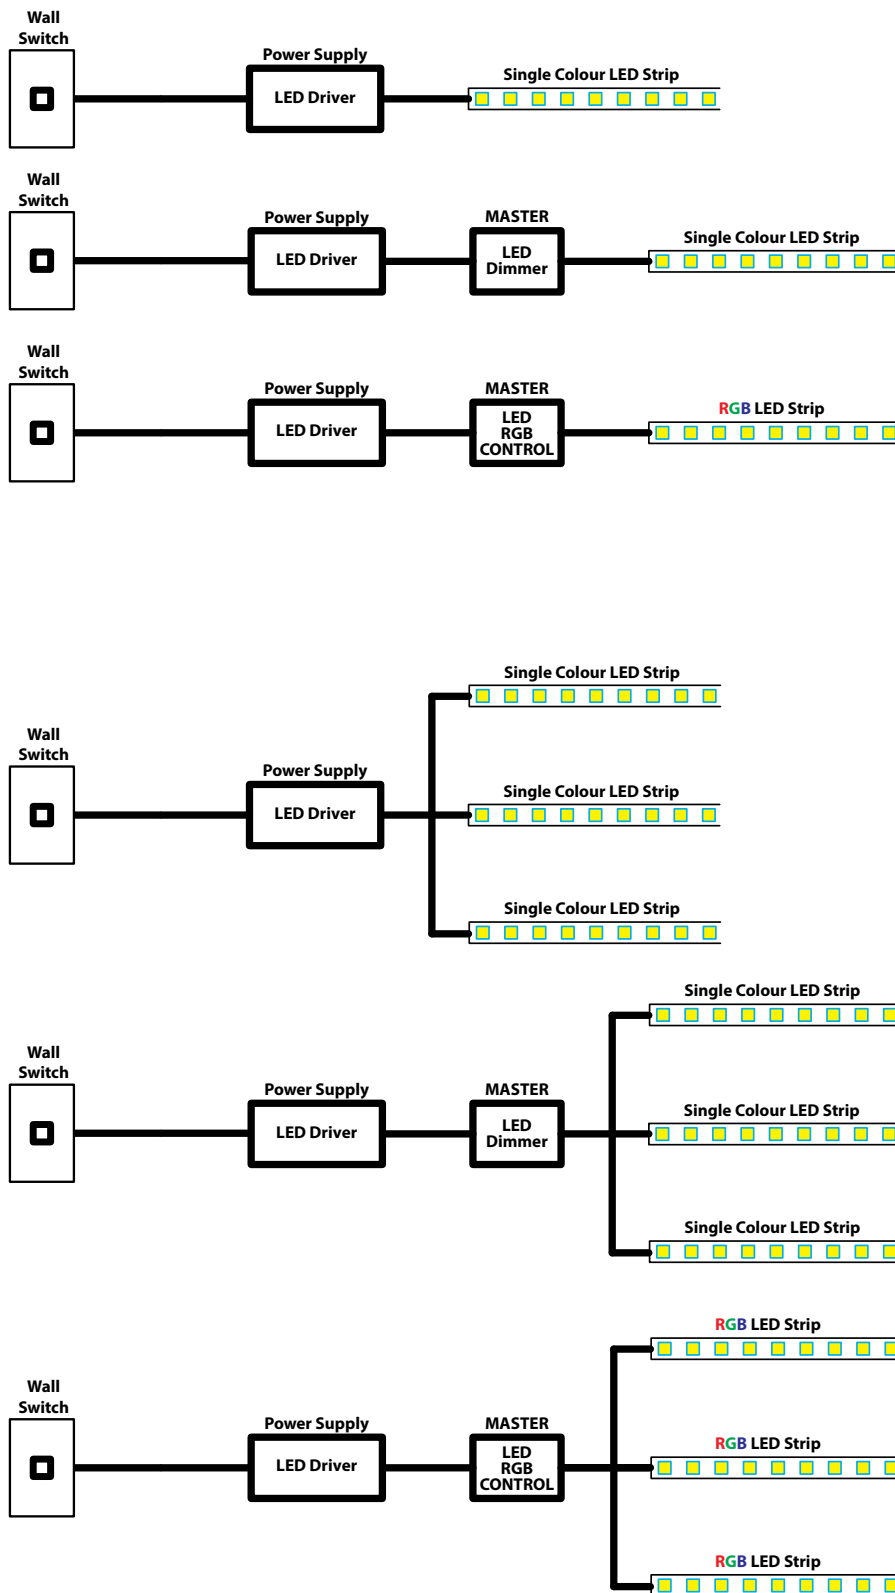 Wall
Switch
Power Supply
LED Driver
Single Colour LED Strip
Wall
Switch
Power Supply
LED Driver
MASTER
LED
Dimmer
Single Colour LED Strip
Wall
Switch
Power Supply
LED Driver
MASTER
LED
RGB
CONTROL
RGB LED Strip
Single Colour LED Strip
Wall
Switch
Power Supply
LED Driver
Single Colour LED Strip
Single Colour LED Strip
Single Colour LED Strip
Wall
Switch
Power Supply
LED Driver
MASTER
LED
Dimmer
Single Colour LED Strip
Single Colour LED Strip
RGB LED Strip
Wall
Switch
Power Supply
LED Driver
MASTER
LED
RGB
CONTROL
RGB LED Strip
RGB LED Strip